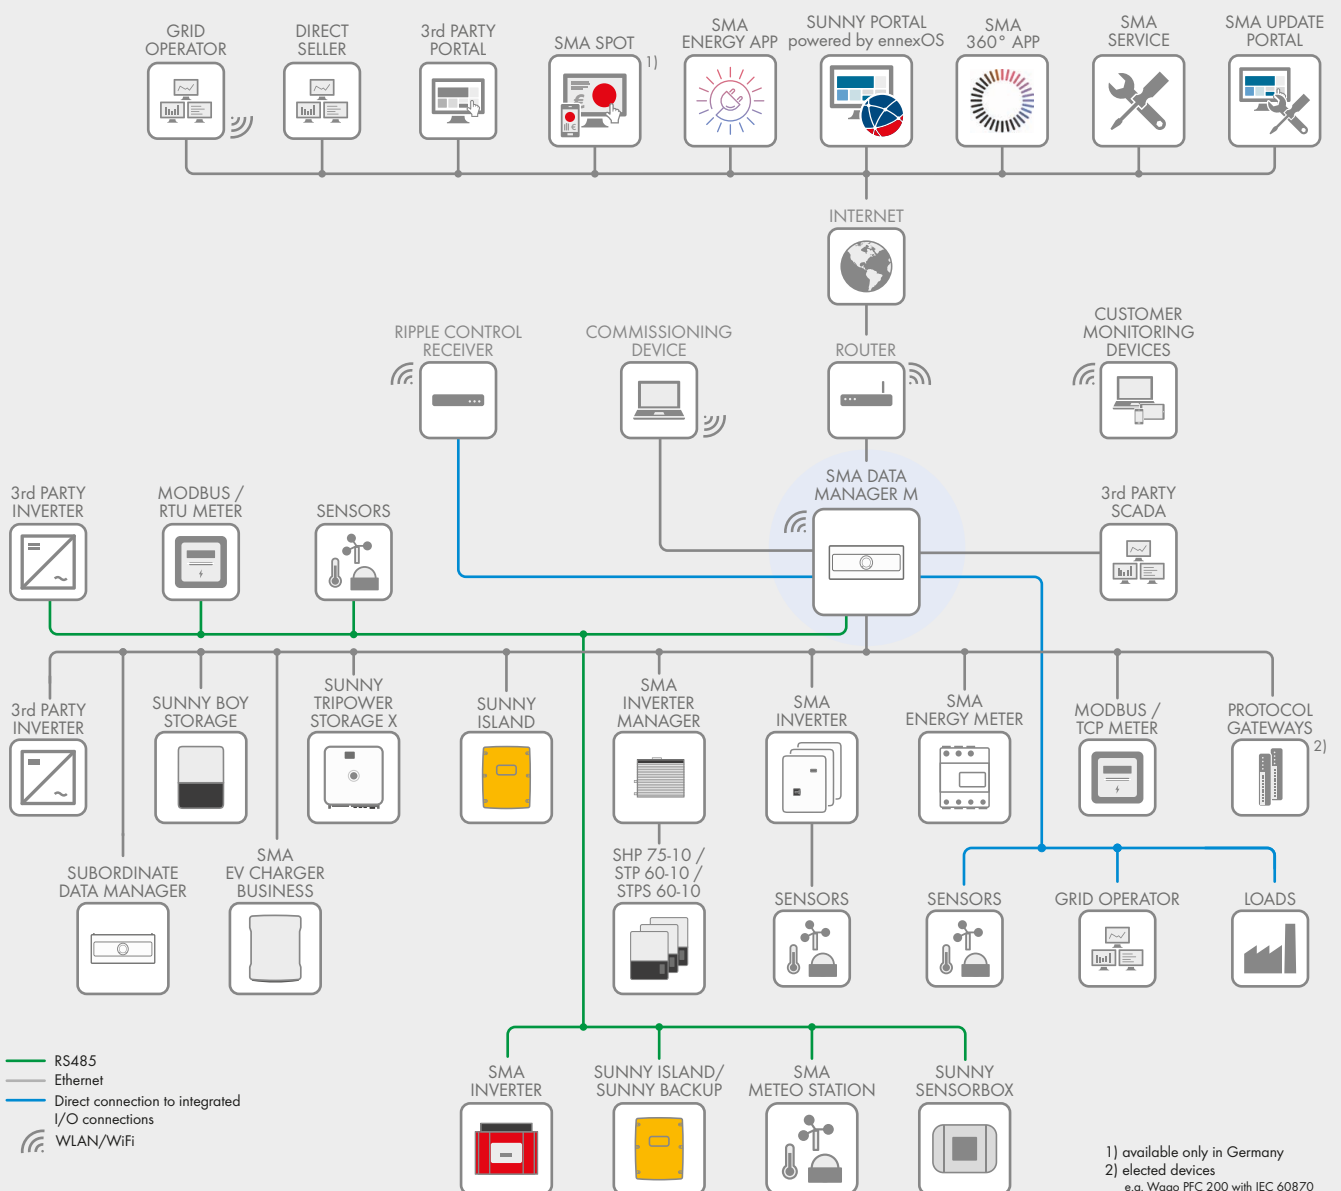 GRID
OPERATOR
DIRECT
SELLER
3rd PARTY
PORTAL
SMA SPOT
1)
SMA
ENERGY APP
SUNNY PORTAL
powered by ennexOS
SMA
360° APP
SMA
SERVICE
SMA UPDATE
PORTAL
INTERNET
RIPPLE CONTROL
RECEIVER
COMMISSIONING
DEVICE
ROUTER
CUSTOMER
MONITORING
DEVICES
3rd PARTY
INVERTER
MODBUS /
RTU METER
SENSORS
SMA DATA
MANAGER M
3rd PARTY
SCADA
3rd PARTY
INVERTER
SUNNY BOY
STORAGE
SUNNY
TRIPOWER
STORAGE X
SUNNY
ISLAND
SMA
INVERTER
MANAGER
SMA
INVERTER
SMA
ENERGY METER
MODBUS /
TCP METER
PROTOCOL
GATEWAYS
2)
SUBORDINATE
DATA MANAGER
SMA
EV CHARGER
BUSINESS
SHP 75-10 /
STP 60-10 /
STPS 60-10
SENSORS
SENSORS
GRID OPERATOR
LOADS
RS485
Ethernet
Direct connection to integrated
I/O connections
WLAN/WiFi
SMA
INVERTER
SUNNY ISLAND/
SUNNY BACKUP
SMA
METEO STATION
SUNNY
SENSORBOX
1) available only in Germany
2) elected devices
e.g. Wago PFC 200 with IEC 60870